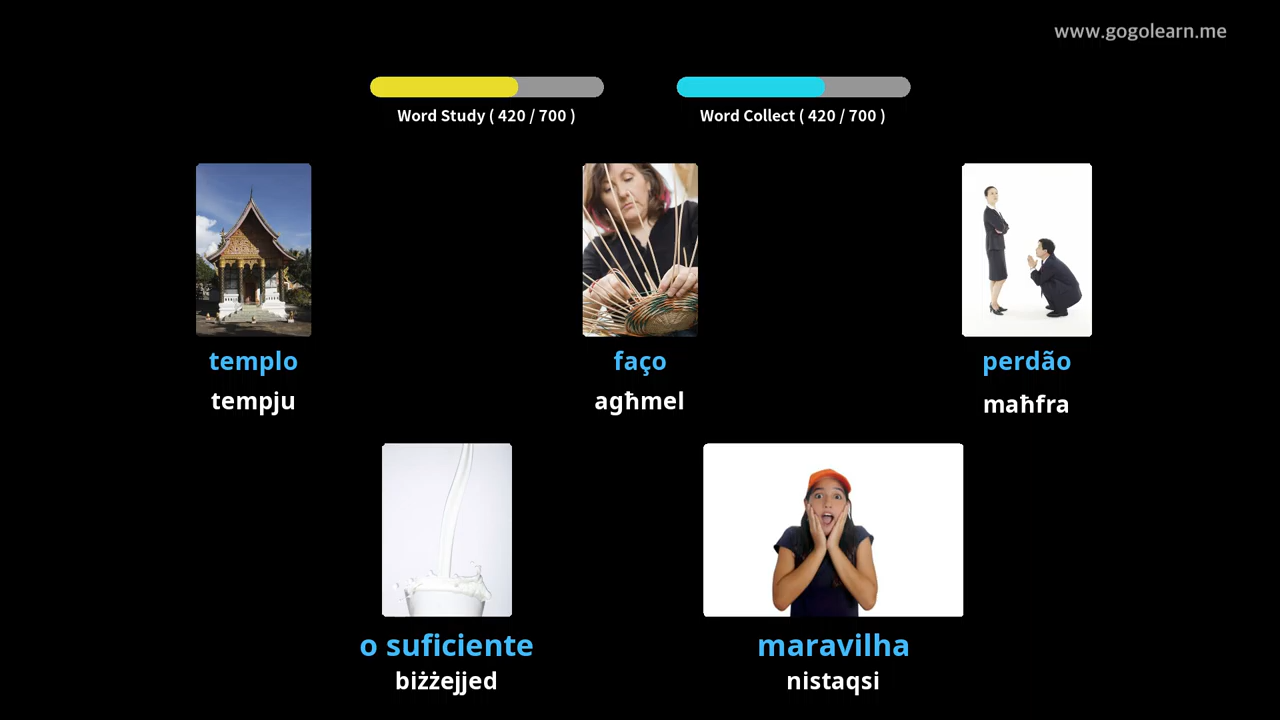 www.gogolearn.me
Word Study ( 420 / 700 )
Word Collect ( 420 / 700 )
templo
tempju
faço
agħmel
perdão
maħfra
o suficiente
biżżejjed
maravilha
nistaqsi